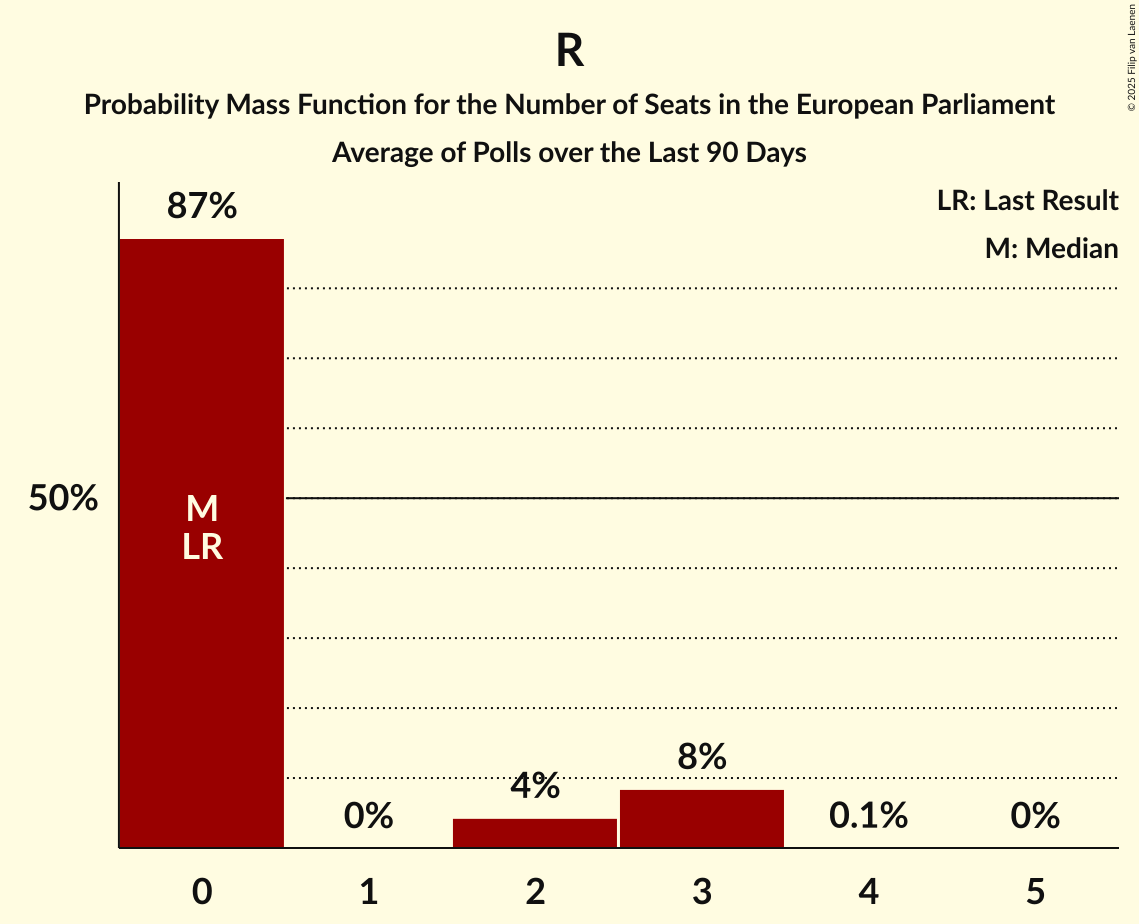 R
Probability Mass Function for the Number of Seats in the European Parliament
Average of Polls over the Last 90 Days
© 2025 Filip van Laenen
LR: Last Result
M: Median
87%
50%
M
LR
0%
4%
8%
0.1%
0%
0
1
2
3
4
5